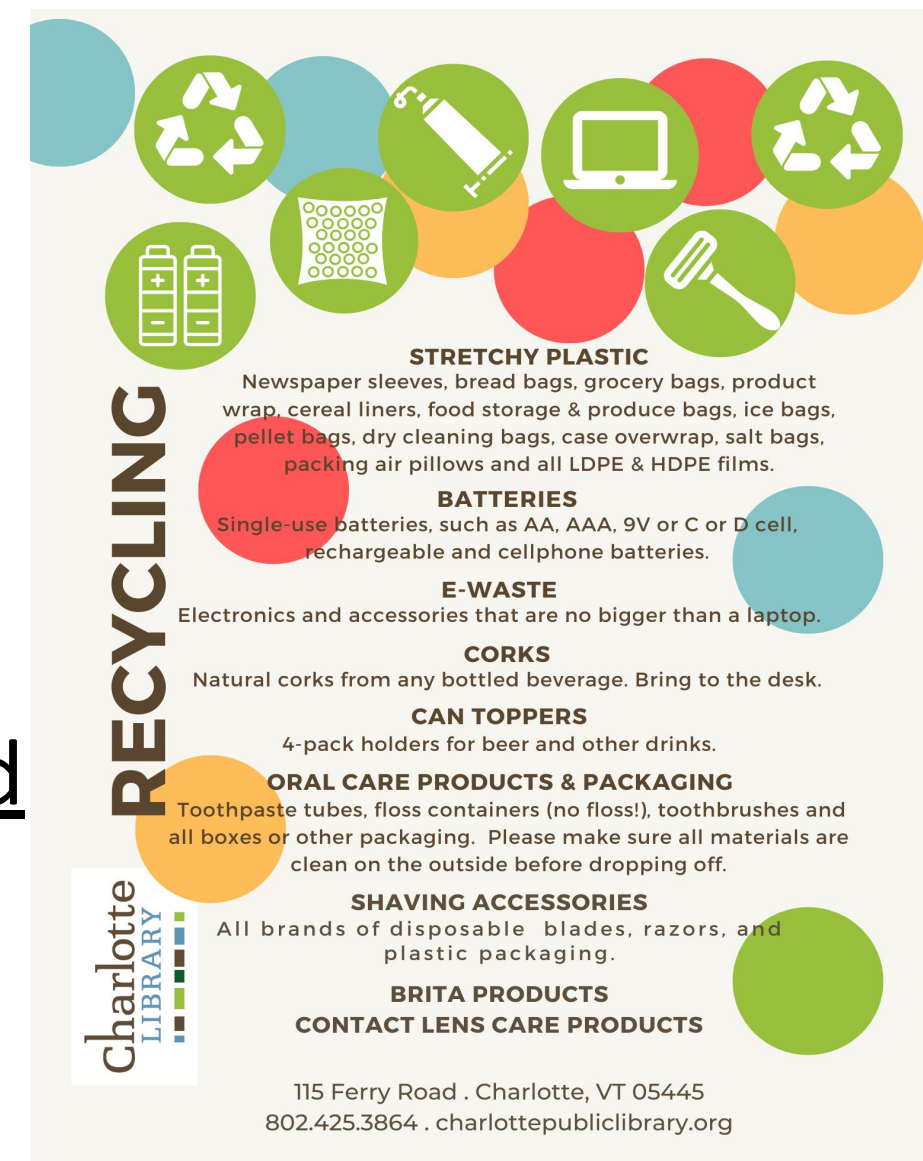 STRETCHY PLASTIC
Newspaper sleeves, bread bags, grocery bags, product
wrap, cereal liners, food storage & produce bags, ice bags,
pellet bags, dry cleaning bags, case overwrap, salt bags,
packing air pillows and all LDPE & HDPE films.
BATTERIES
Single-use batteries, such as AA, AAA, 9V or C or D cell,
rechargeable and cellphone batteries.
E-WASTE
Electronics and accessories that are no bigger than a laptop.
CORKS
Natural corks from any bottled beverage. Bring to the desk.
CAN TOPPERS
4-pack holders for beer and other drinks.
ORAL CARE PRODUCTS & PACKAGING
Toothpaste tubes, floss containers (no floss!), toothbrushes and
all boxes or other packaging. Please make sure all materials are
clean on the outside before dropping off.
SHAVING ACCESSORIES
All brands of disposable blades, razors, and
plastic packaging.
BRITA PRODUCTS
CONTACT LENS CARE PRODUCTS
115 Ferry Road . Charlotte, VT 05445
802.425.3864 . charlottepubliclibrary.org
RECYCLING
Charlotte
LIBRARY
d